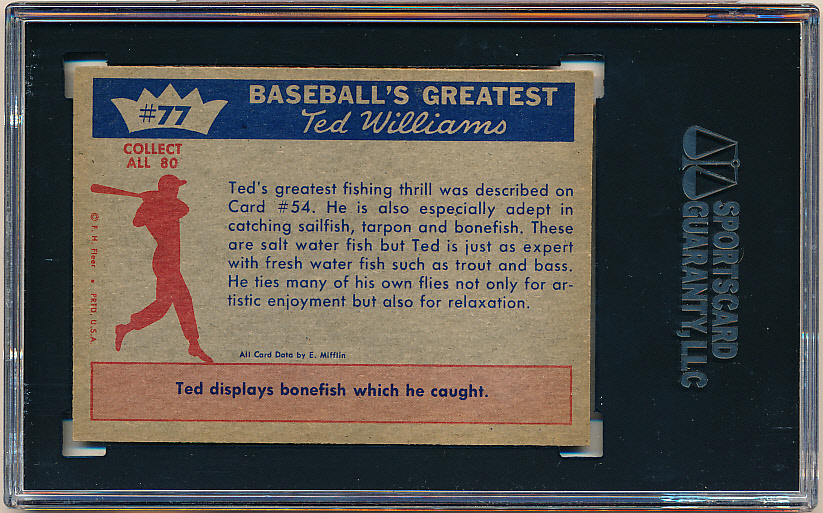 #77
BASEBALL'S GREATEST
Ted Williams
COLLECT
ALL 80
Ted's greatest fishing thrill was described on
Card #54. He is also especially adept in
catching sailfish, tarpon and bonefish. These
are salt water fish but Ted is just as expert
with fresh water fish such as trout and bass.
He ties many of his own flies not only for ar-
tistic enjoyment but also for relaxation.
© F. H. Fleer • PRTD. U.S.A.
All Card Data by E. Mifflin
Ted displays bonefish which he caught.
SPORTSCARD
GUARANTY, LLC